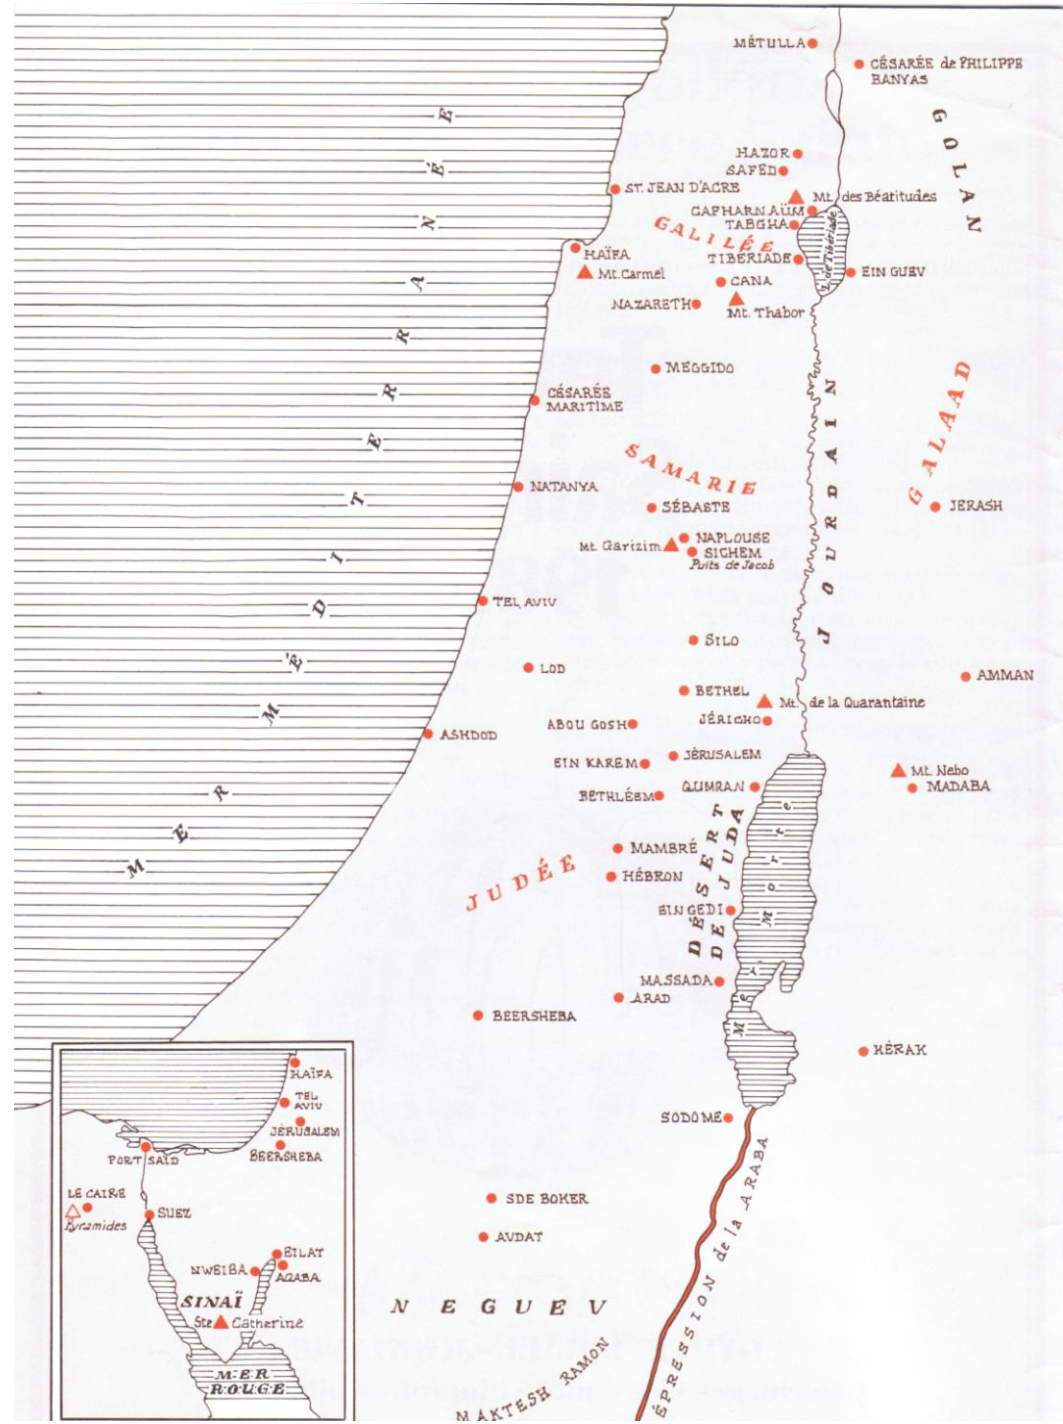 MÉTULLA
CÉSARÉE de PHILIPPE
BANYAS
GOLAN
HAZOR
SAFED
ST. JEAN D'ACRE
Mt. des Béatitudes
CAFHARNAÜM
TABGHA
GALILÉE
L. de Tibériade
HAÏFA
Mt. Carmel
TIBÉRIADE
EIN GUEV
CANA
NAZARETH
Mt. Thabor
MER MÉDITERRANÉE
MEGGIDO
CÉSARÉE
MARITIME
JOURDAIN
GALAAD
SAMARIE
NATANYA
SÉBASTE
JERASH
NAPLOUSE
Mt. Garizim
SICHEM
Puits de Jacob
TEL AVIV
SILO
LOD
AMMAN
BETHEL
Mt. de la Quarantaine
ABOU GOSH
JÉRICHO
ASHDOD
JÉRUSALEM
EIN KAREM
Mt. Nebo
QUMRAN
MADABA
BETHLÉEM
DÉSERT
DE JUDA
Mer Morte
MAMBRÉ
JUDÉE
HÉBRON
EIN GEDI
MASSADA
ARAD
BEERSHEBA
KÉRAK
SODOME
SDE BOKER
AVDAT
NEGUEV
MAKTESH RAMON
ÉPRESSION de la ARABA
HAÏFA
TEL
AVIV
JÉRUSALEM
BEERSHEBA
PORT SAÏD
LE CAIRE
Pyramides
SUEZ
EILAT
NWEIBA
AQABA
SINAÏ
Ste Catherine
MER
ROUGE